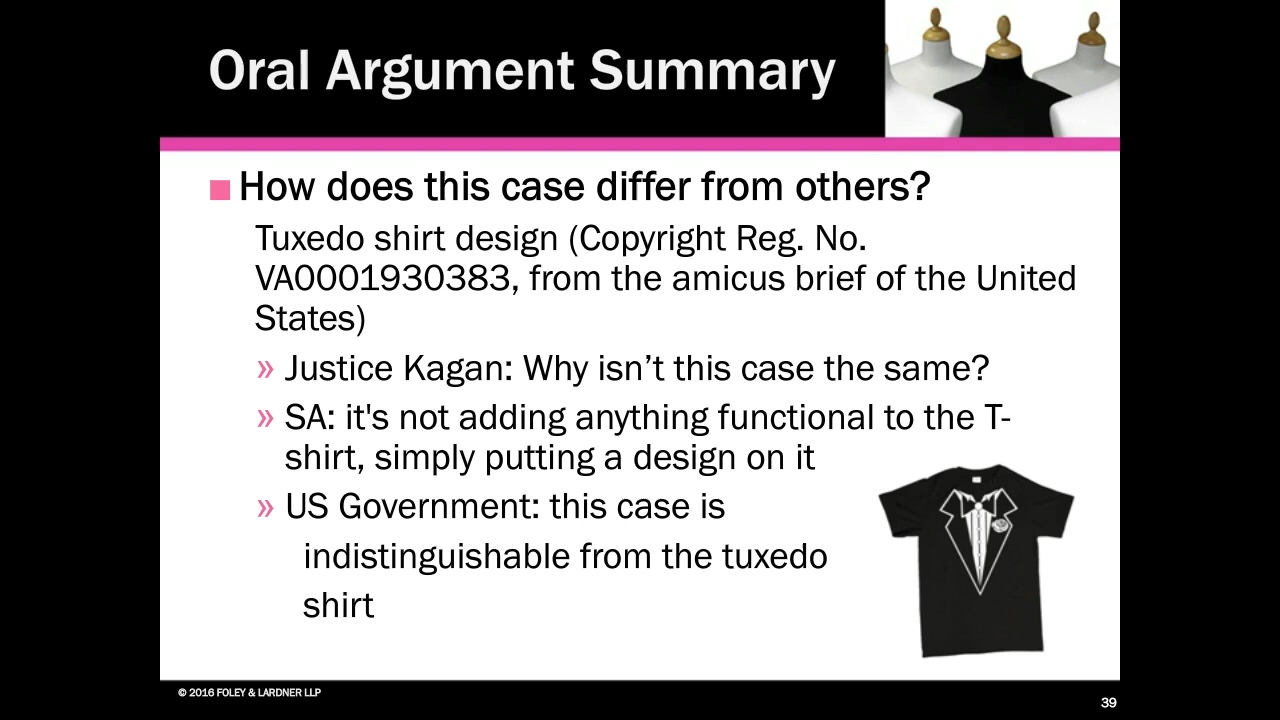 Oral Argument Summary
How does this case differ from others?
Tuxedo shirt design (Copyright Reg. No.
VA0001930383, from the amicus brief of the United
States)
» Justice Kagan: Why isn’t this case the same?
» SA: it's not adding anything functional to the T-
shirt, simply putting a design on it
» US Government: this case is
indistinguishable from the tuxedo
shirt
© 2016 FOLEY & LARDNER LLP
39